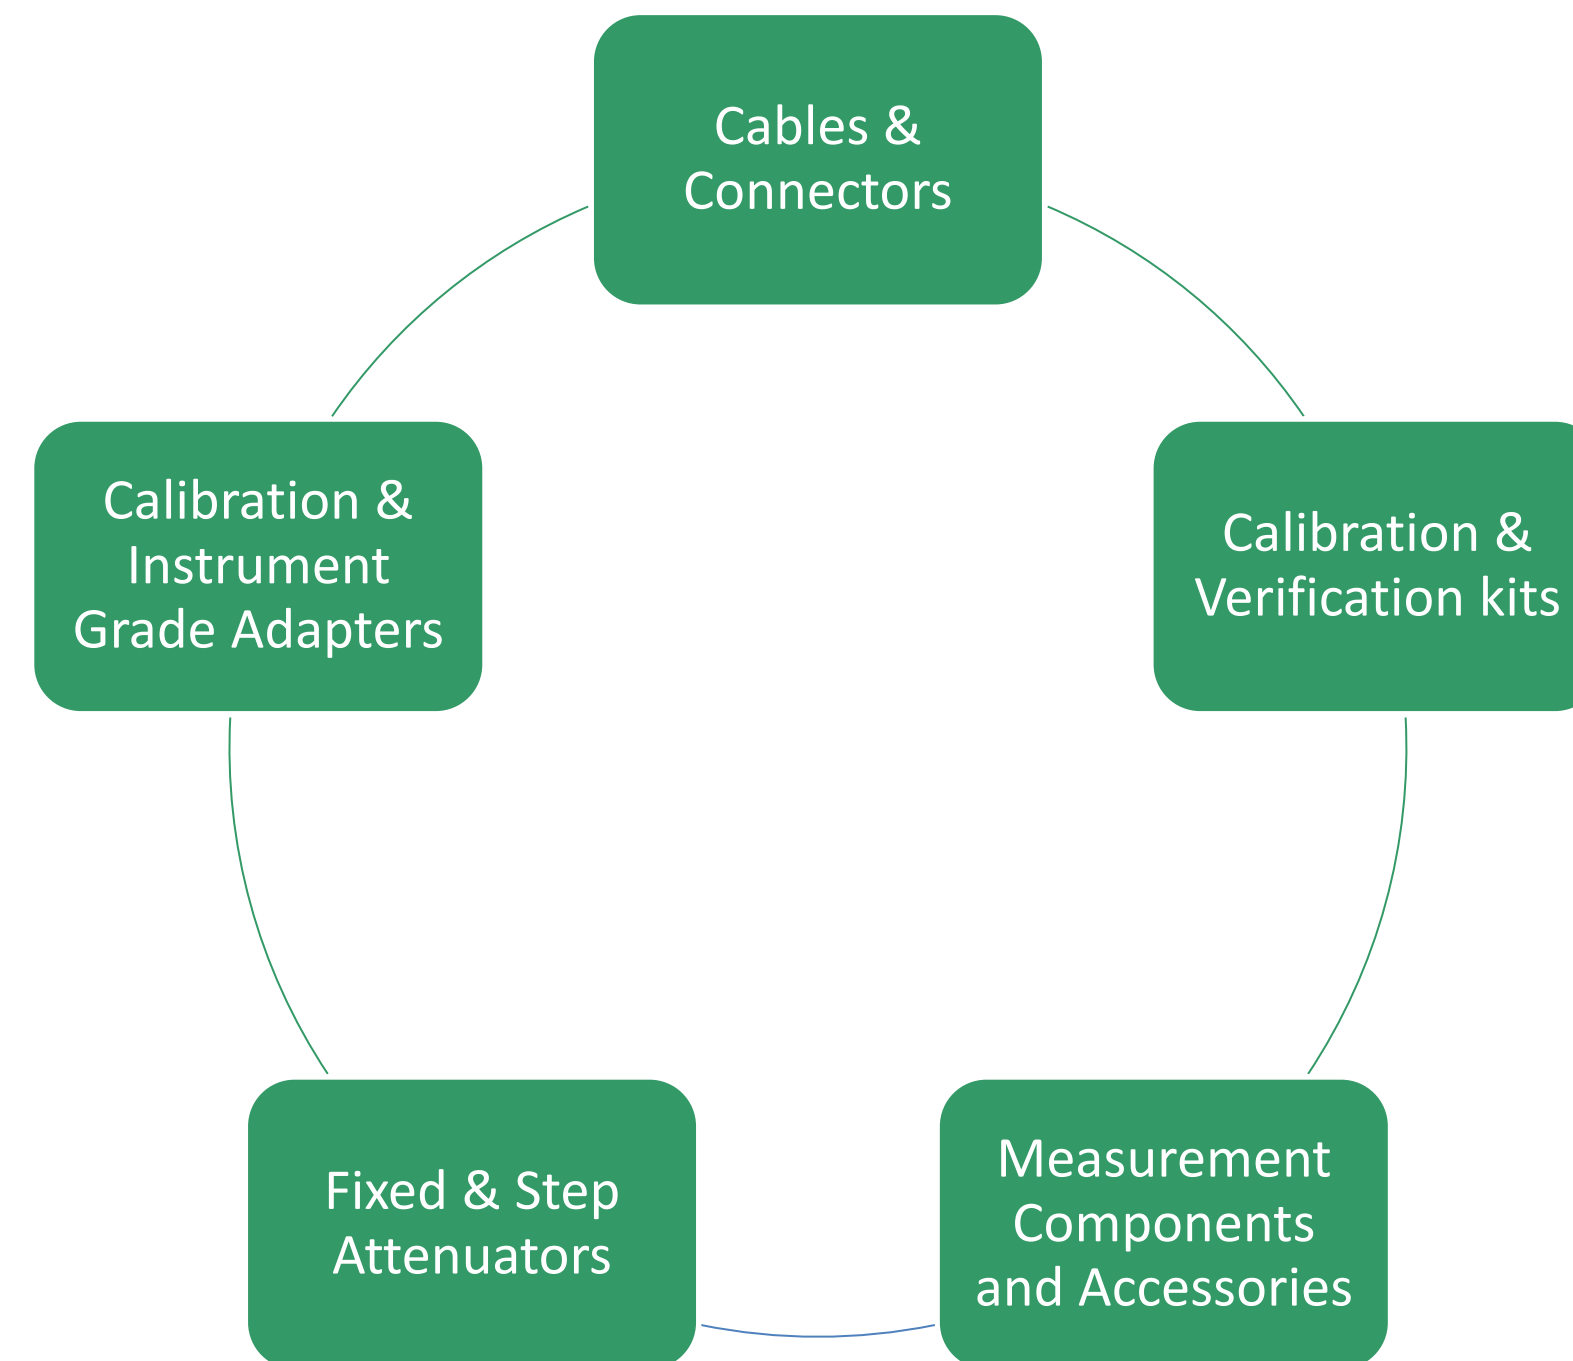 Cables &
Connectors
Calibration &
Verification kits
Measurement
Components
and Accessories
Fixed & Step
Attenuators
Calibration &
Instrument
Grade Adapters